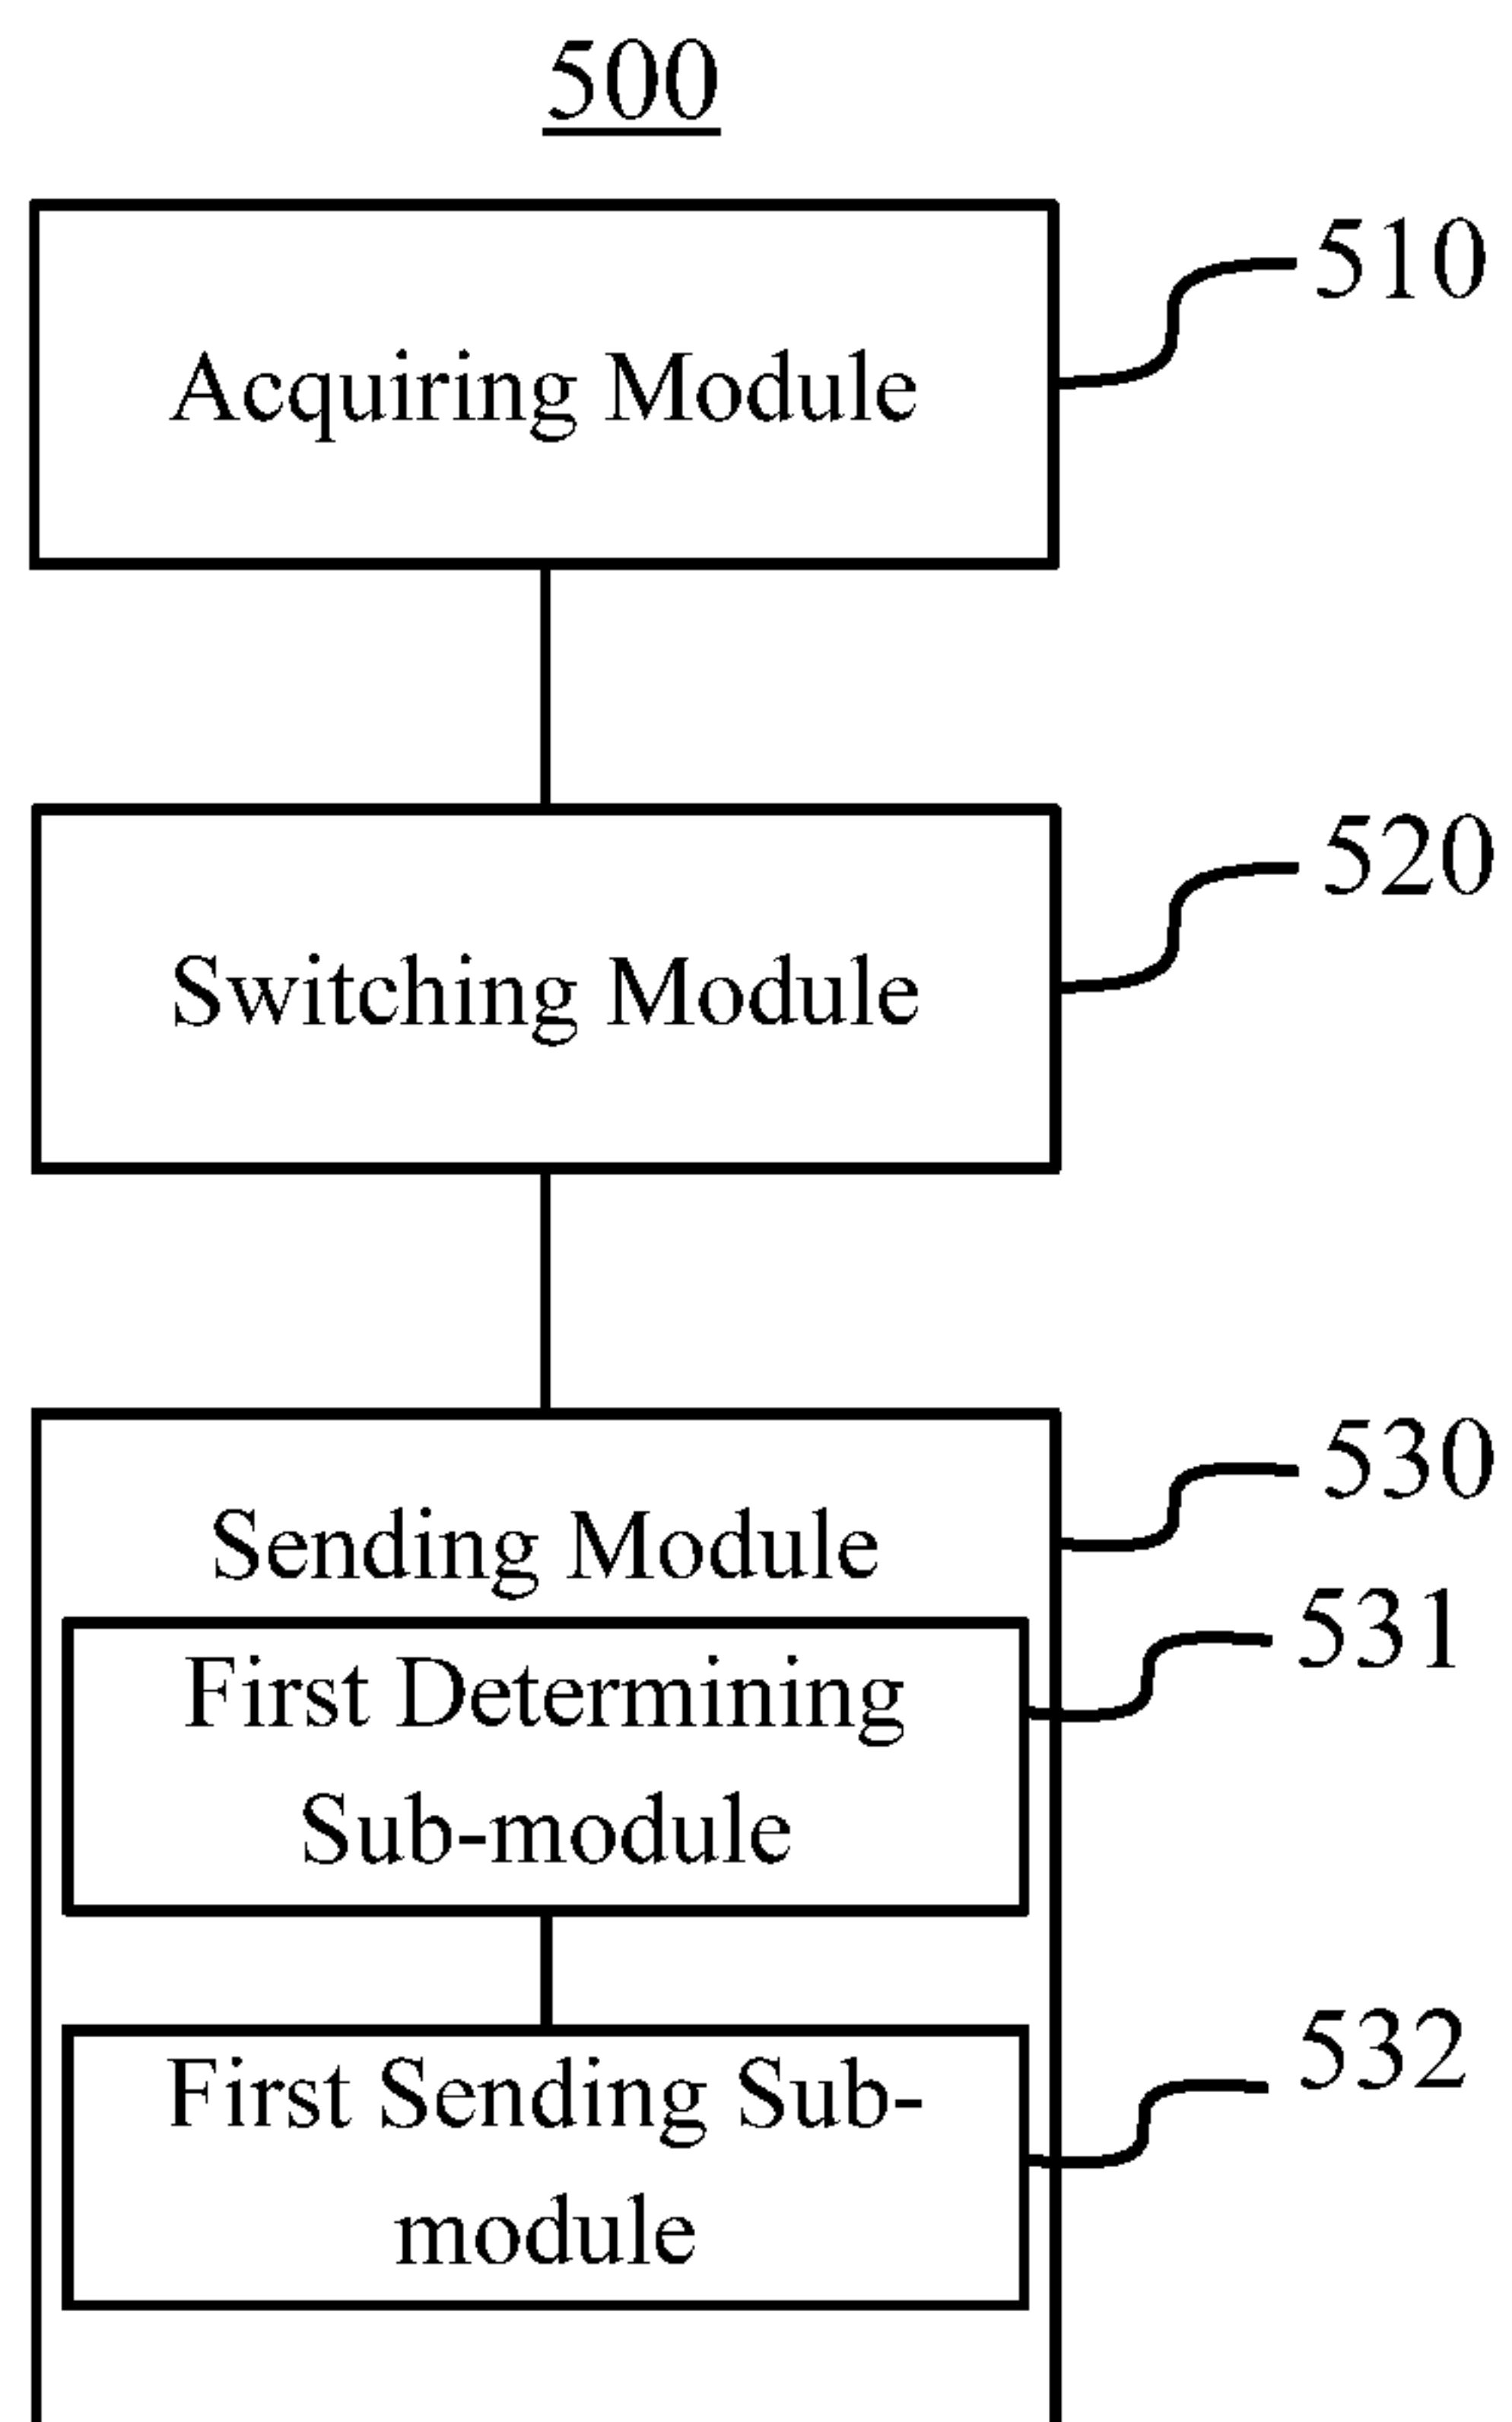 500
Acquiring Module
510
Switching Module
520
Sending Module
530
First Determining
Sub-module
531
First Sending Sub-
module
532